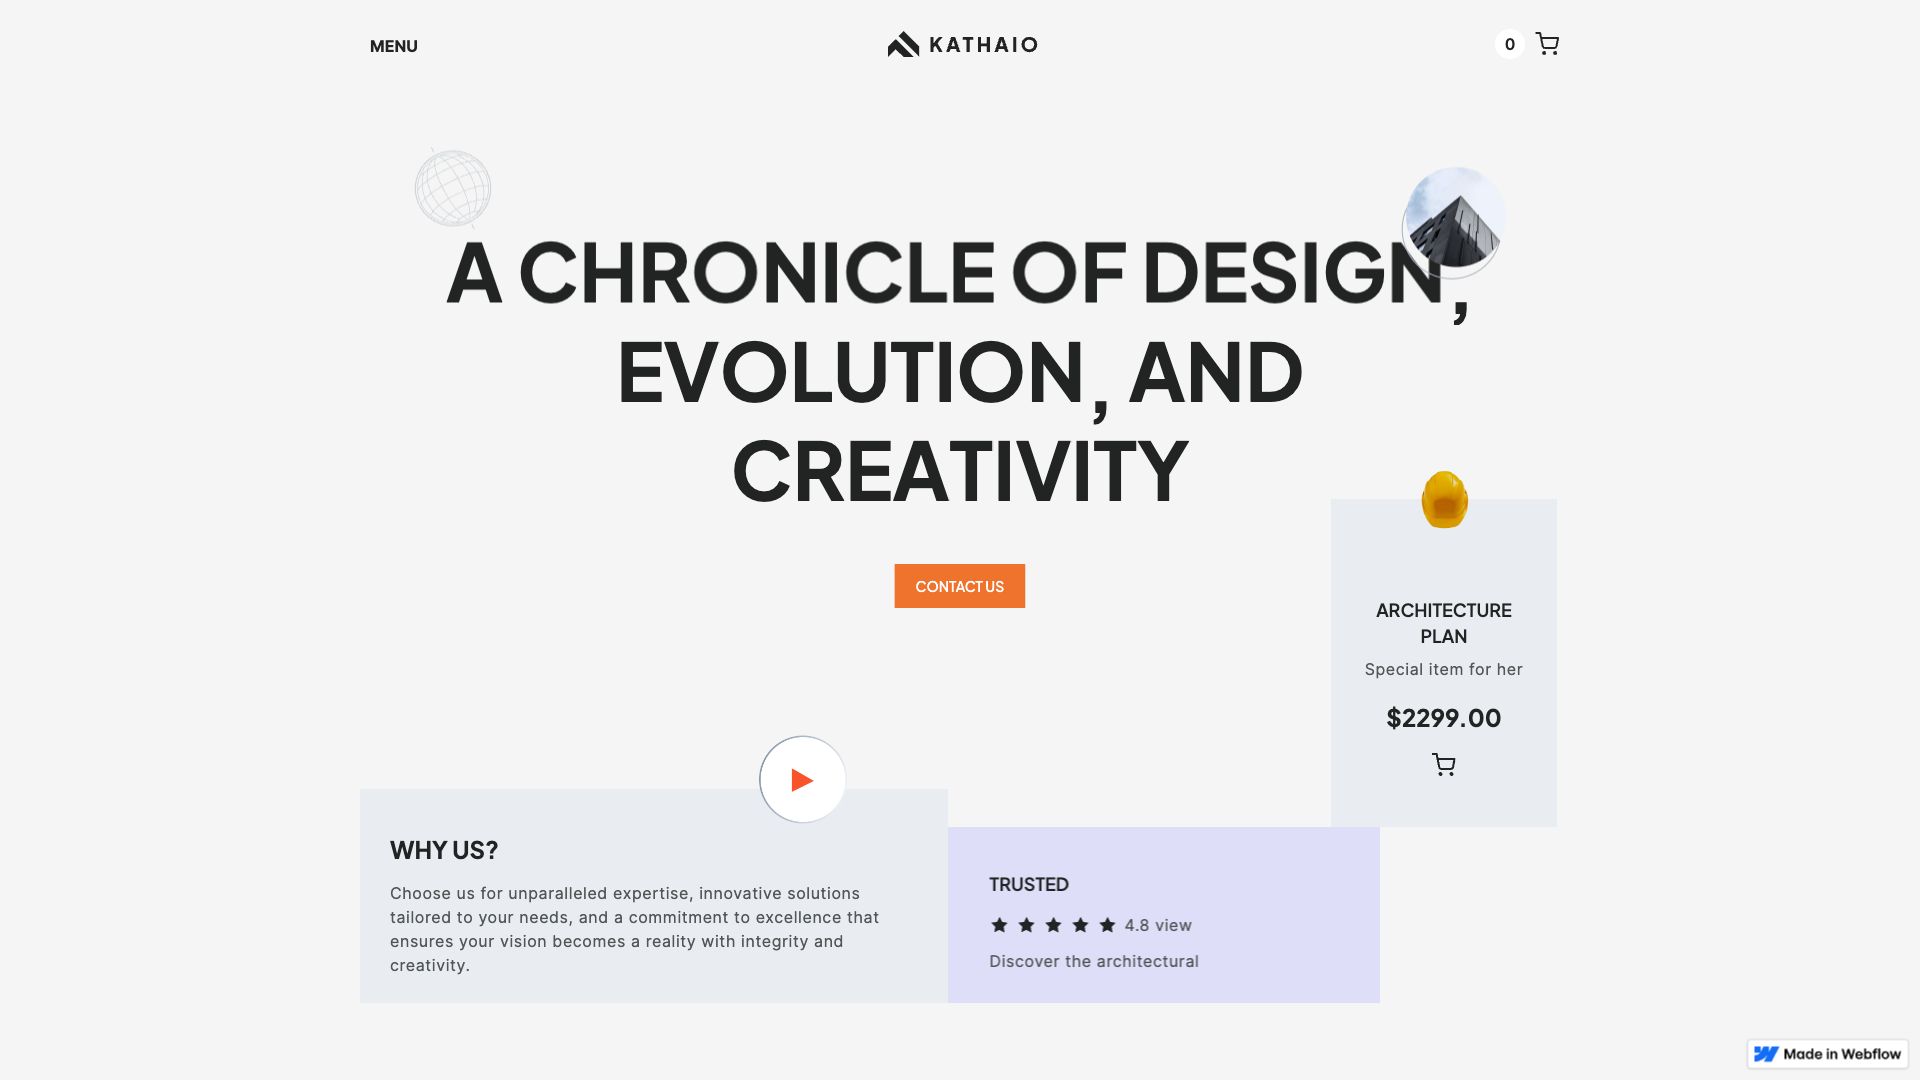 MENU
KATHAIO
0
A CHRONICLE OF DESIGN,
EVOLUTION, AND
CREATIVITY
CONTACT US
ARCHITECTURE
PLAN
Special item for her
$2299.00
WHY US?
Choose us for unparalleled expertise, innovative solutions
tailored to your needs, and a commitment to excellence that
ensures your vision becomes a reality with integrity and
creativity.
TRUSTED
4.8 view
Discover the architectural
Made in Webflow